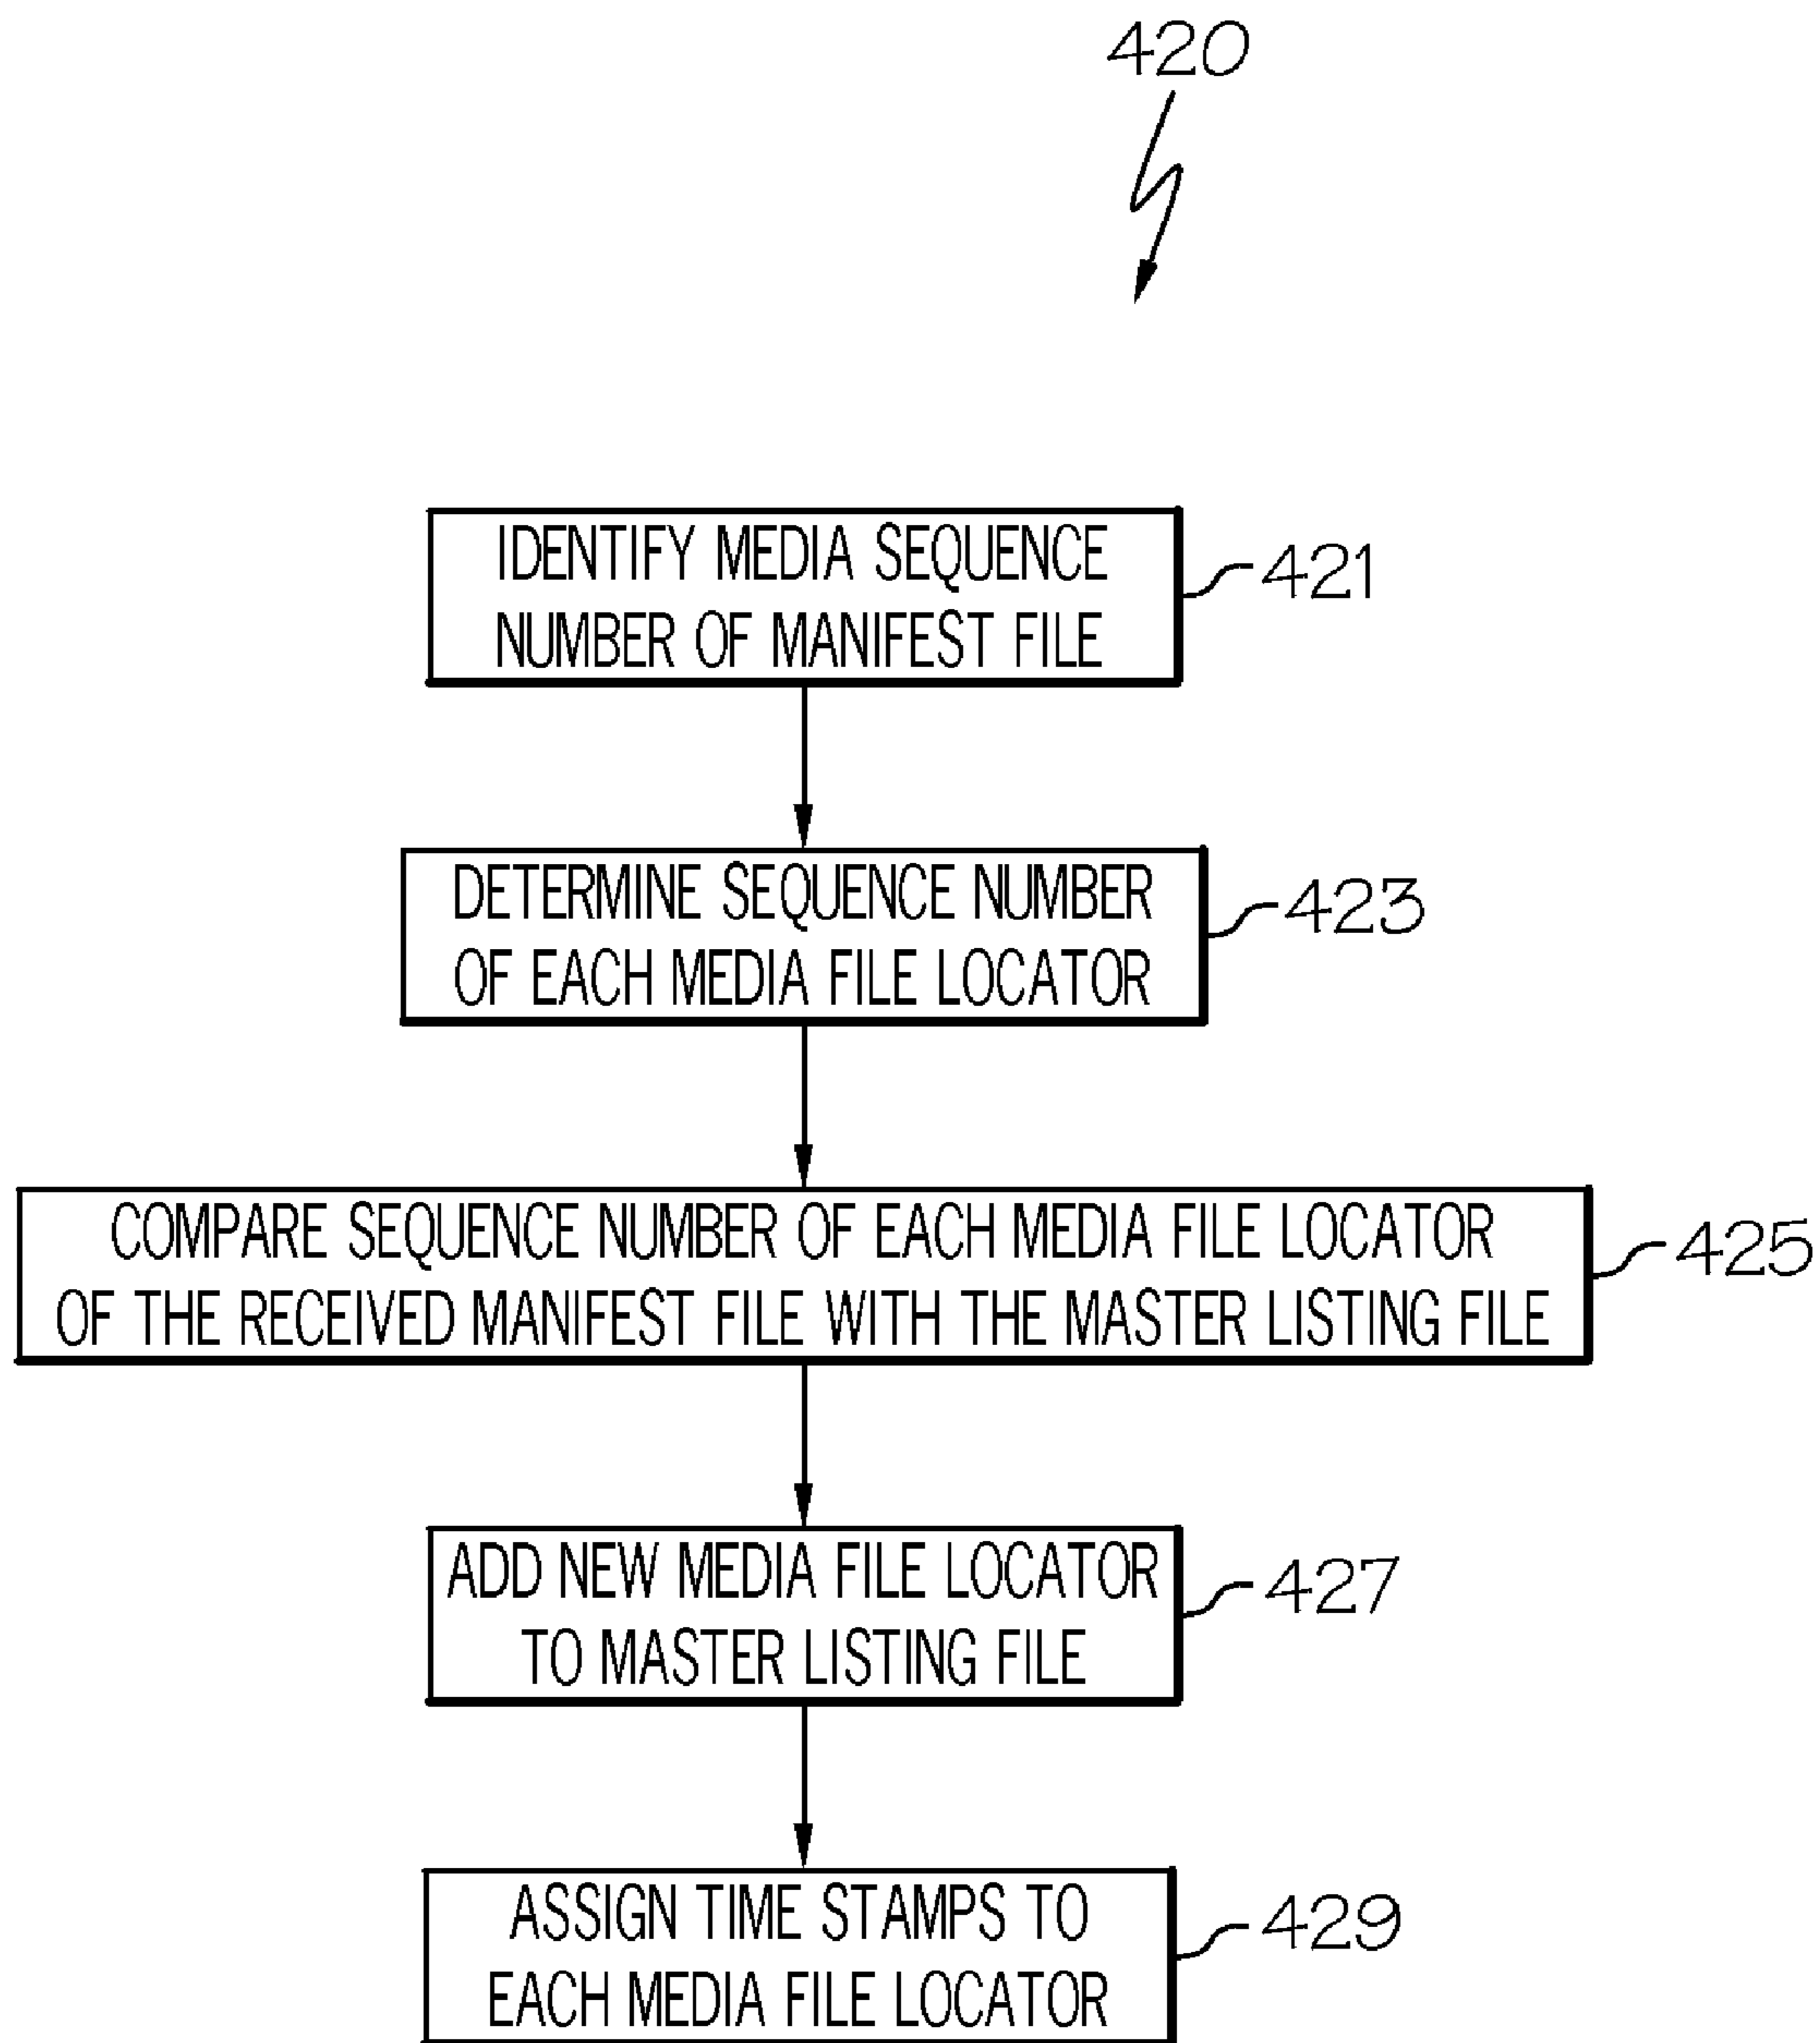 420
IDENTIFY MEDIA SEQUENCE
NUMBER OF MANIFEST FILE
421
DETERMINE SEQUENCE NUMBER
OF EACH MEDIA FILE LOCATOR
423
COMPARE SEQUENCE NUMBER OF EACH MEDIA FILE LOCATOR
OF THE RECEIVED MANIFEST FILE WITH THE MASTER LISTING FILE
425
ADD NEW MEDIA FILE LOCATOR
TO MASTER LISTING FILE
427
ASSIGN TIME STAMPS TO
EACH MEDIA FILE LOCATOR
429